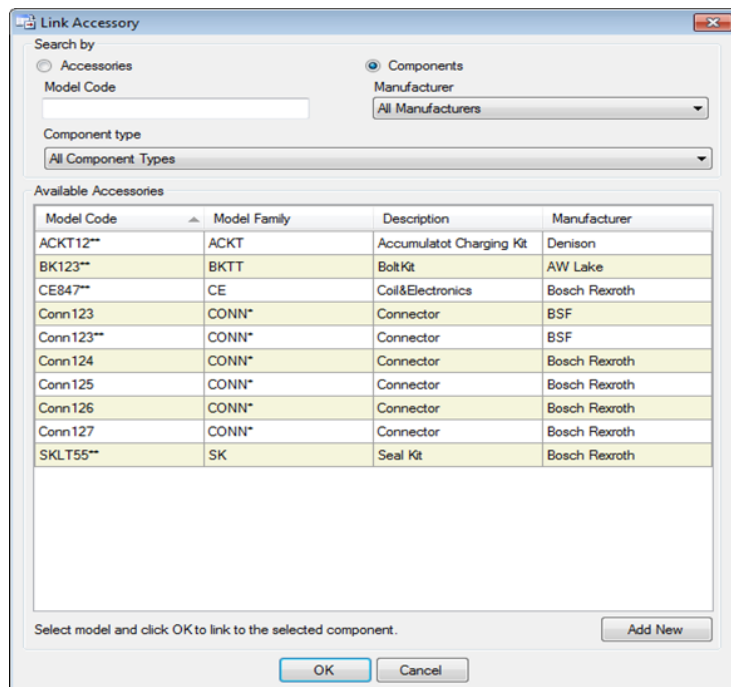 Link Accessory
Search by
Accessories Components
Model Code Manufacturer
All Manufacturers
Component type
All Component Types
Available Accessories
Model Code Model Family Description Manufacturer
ACKT12** ACKT Accumulatot Charging Kit Denison
BK123** BKTT BoltKit AW Lake
CE847** CE Coil&Electronics Bosch Rexroth
Conn123 CONN* Connector BSF
Conn123** CONN* Connector BSF
Conn124 CONN* Connector Bosch Rexroth
Conn125 CONN* Connector Bosch Rexroth
Conn126 CONN* Connector Bosch Rexroth
Conn127 CONN* Connector Bosch Rexroth
SKLT55** SK Seal Kit Bosch Rexroth
Select model and click OK to link to the selected component. Add New
OK Cancel